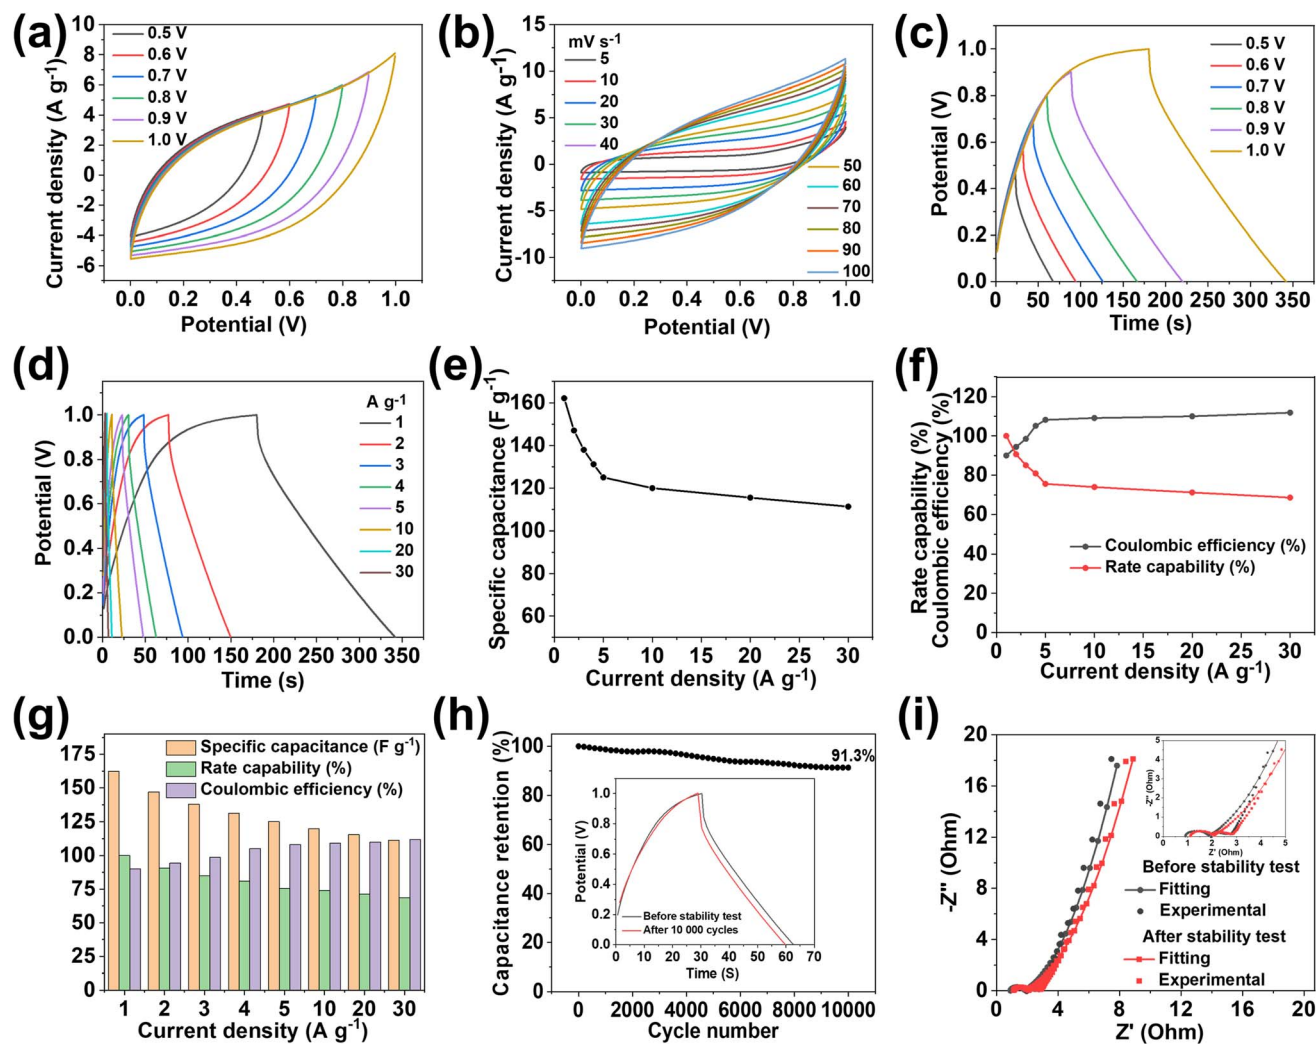 (a)
Current density (A g⁻¹)
10
8
6
4
2
0
-2
-4
-6
0.5 V
0.6 V
0.7 V
0.8 V
0.9 V
1.0 V
0.0 0.2 0.4 0.6 0.8 1.0
Potential (V)
(b)
Current density (A g⁻¹)
15
10
5
0
-5
-10
mV s⁻¹
5
10
20
30
40
50
60
70
80
90
100
0.0 0.2 0.4 0.6 0.8 1.0
Potential (V)
(c)
Potential (V)
1.0
0.8
0.6
0.4
0.2
0.0
0.5 V
0.6 V
0.7 V
0.8 V
0.9 V
1.0 V
0 50 100 150 200 250 300 350
Time (s)
(d)
Potential (V)
1.0
0.8
0.6
0.4
0.2
0.0
A g⁻¹
1
2
3
4
5
10
20
30
0 50 100 150 200 250 300 350
Time (s)
(e)
Specific capacitance (F g⁻¹)
160
140
120
100
80
60
0 5 10 15 20 25 30
Current density (A g⁻¹)
(f)
Rate capability (%)
Coulombic efficiency (%)
120
100
80
60
40
20
0
Coulombic efficiency (%)
Rate capability (%)
0 5 10 15 20 25 30
Current density (A g⁻¹)
(g)
175
150
125
100
75
50
25
0
Specific capacitance (F g⁻¹)
Rate capability (%)
Coulombic efficiency (%)
1 2 3 4 5 10 20 30
Current density (A g⁻¹)
(h)
Capacitance retention (%)
100
80
60
40
20
0
91.3%
Potential (V)
1.0
0.8
0.6
0.4
0.2
0.0
Before stability test
After 10 000 cycles
0 10 20 30 40 50 60 70
Time (S)
0 2000 4000 6000 8000 10000
Cycle number
(i)
-Z" (Ohm)
20
16
12
8
4
0
-Z" (Ohm)
5
4
3
2
1
0
0 1 2 3 4 5
Z' (Ohm)
Before stability test
Fitting
Experimental
After stability test
Fitting
Experimental
0 4 8 12 16 20
Z' (Ohm)